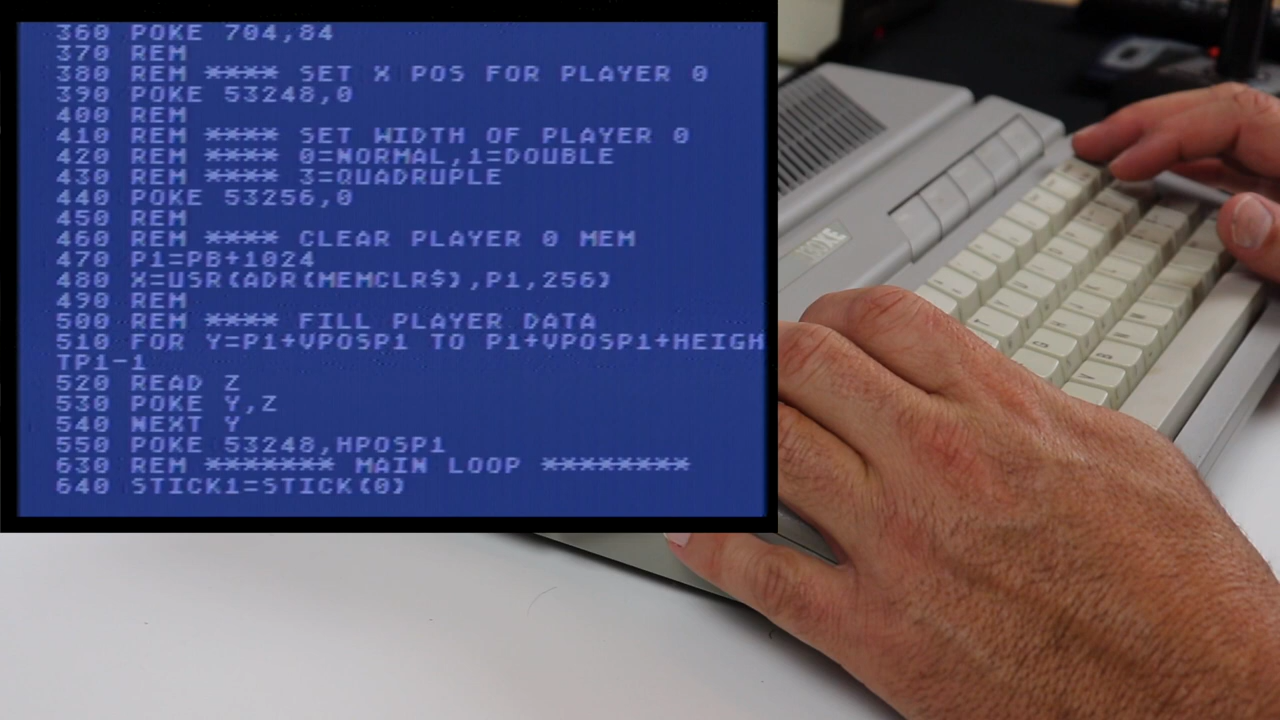 360 POKE 704,84
370 REM
380 REM **** SET X POS FOR PLAYER 0
390 POKE 53248,0
400 REM
410 REM **** SET WIDTH OF PLAYER 0
420 REM **** 0=NORMAL,1=DOUBLE
430 REM **** 3=QUADRUPLE
440 POKE 53256,0
450 REM
460 REM **** CLEAR PLAYER 0 MEM
470 P1=PB+1024
480 X=USR(ADR(MEMCLR$),P1,256)
490 REM
500 REM **** FILL PLAYER DATA
510 FOR Y=P1+VPOSP1 TO P1+VPOSP1+HEIGH
TP1-1
520 READ Z
530 POKE Y,Z
540 NEXT Y
550 POKE 53248,HPOSP1
630 REM ******* MAIN LOOP ********
640 STICK1=STICK(0)
130XE